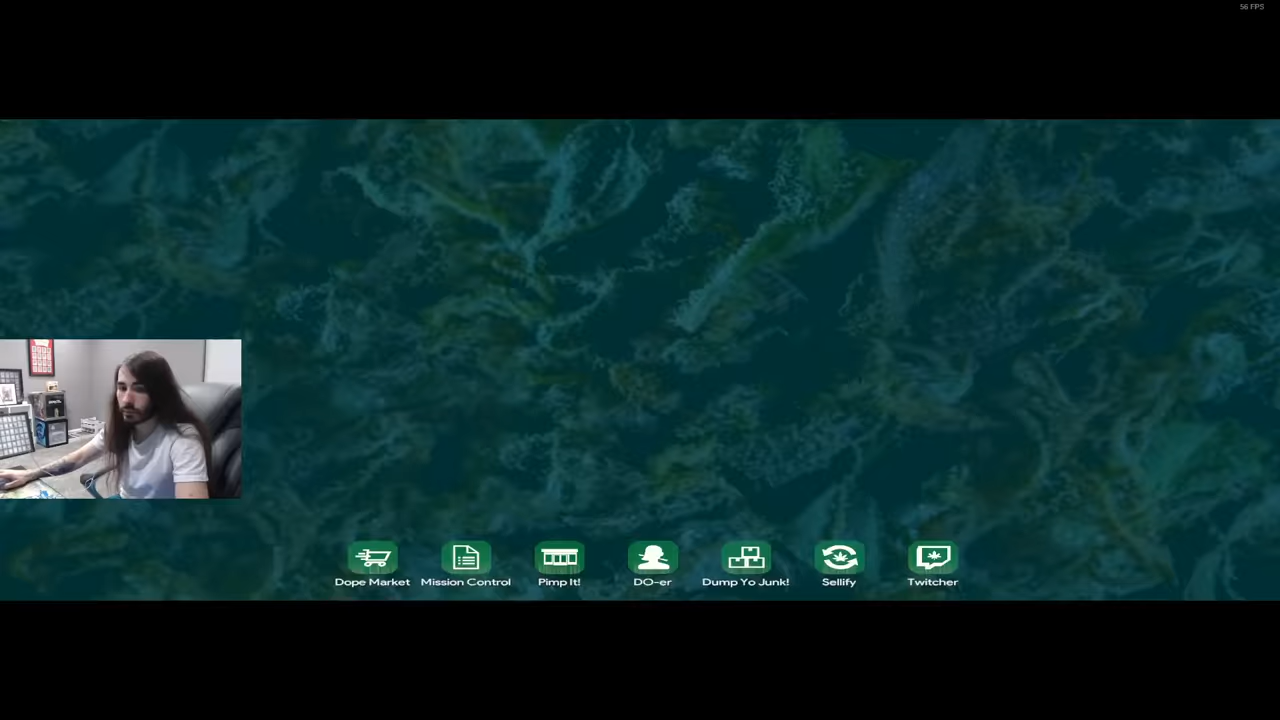 56 FPS
Dope Market
Mission Control
Pimp It!
DO-er
Dump Yo Junk!
Sellify
Twitcher